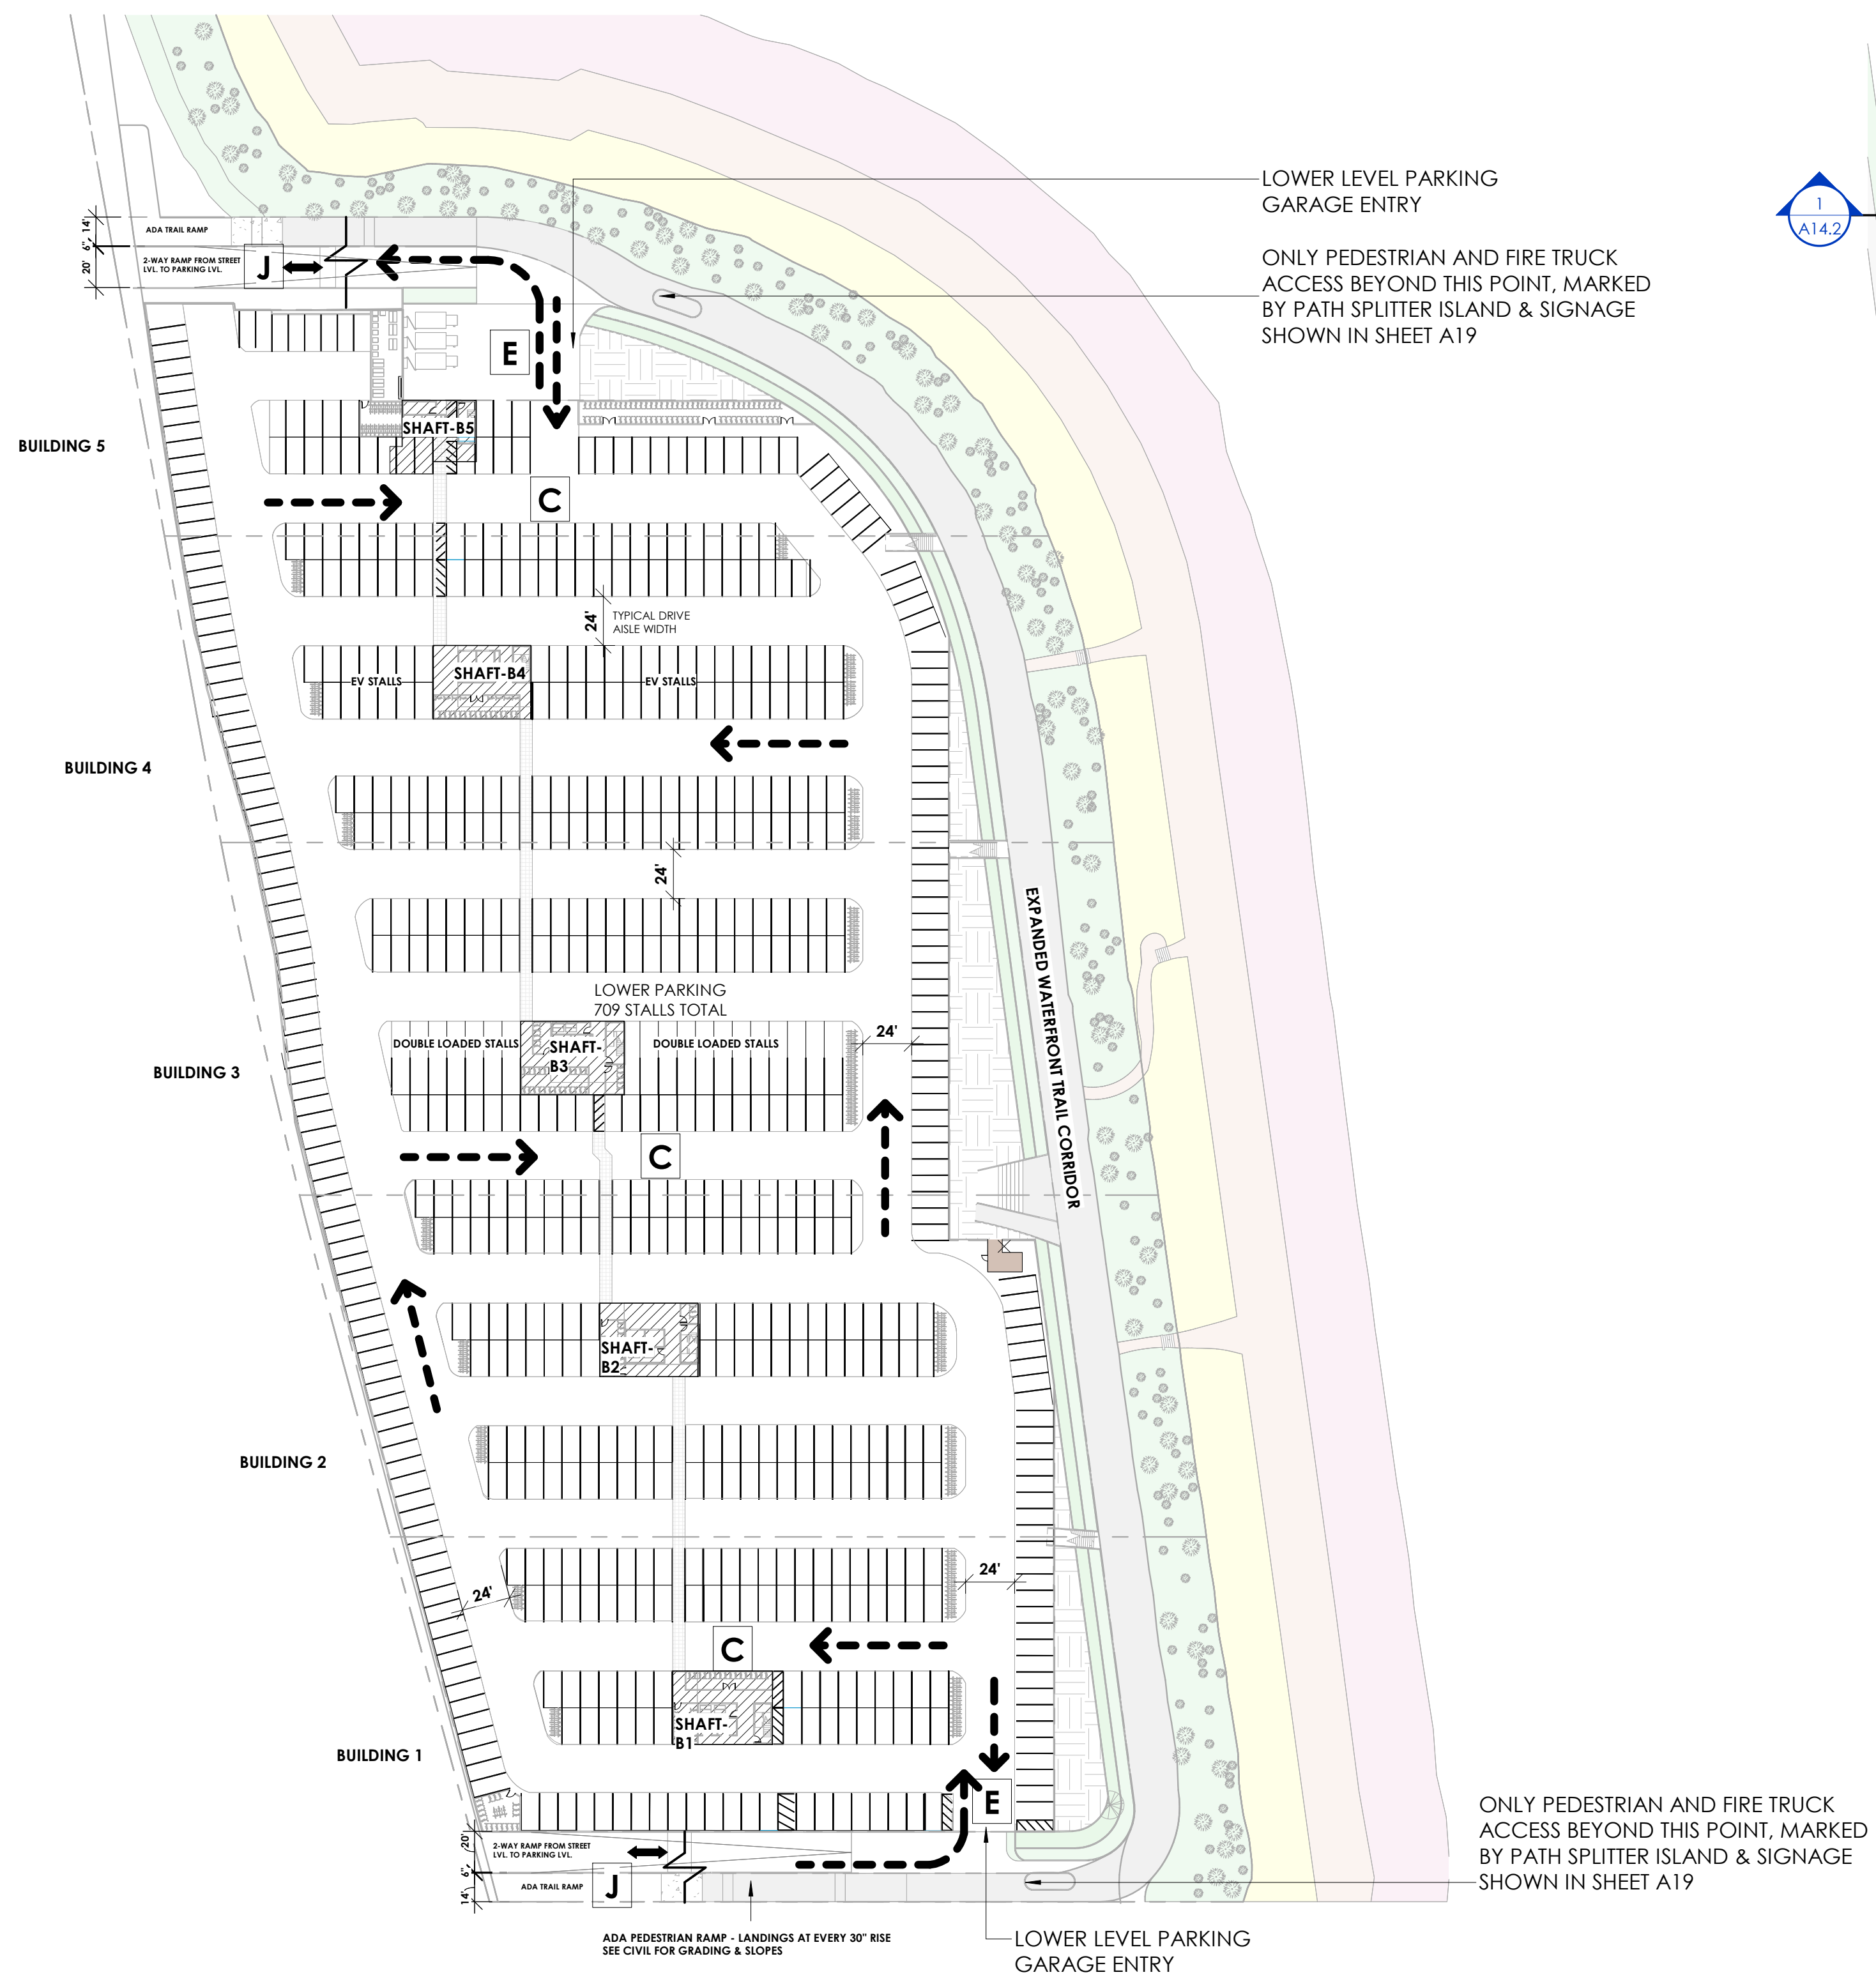 LOWER LEVEL PARKING
GARAGE ENTRY
1
A14.2
14'
ADA TRAIL RAMP
6"
ONLY PEDESTRIAN AND FIRE TRUCK
ACCESS BEYOND THIS POINT, MARKED
BY PATH SPLITTER ISLAND & SIGNAGE
SHOWN IN SHEET A19
20'
2-WAY RAMP FROM STREET
LVL. TO PARKING LVL.
J
E
SHAFT-B5
BUILDING 5
C
24'
TYPICAL DRIVE
AISLE WIDTH
SHAFT-B4
EV STALLS
EV STALLS
BUILDING 4
24'
EXPANDED WATERFRONT TRAIL CORRIDOR
LOWER PARKING
709 STALLS TOTAL
24'
DOUBLE LOADED STALLS
SHAFT-
B3
DOUBLE LOADED STALLS
BUILDING 3
C
SHAFT-
B2
BUILDING 2
24'
24'
C
SHAFT-
B1
BUILDING 1
E
ONLY PEDESTRIAN AND FIRE TRUCK
ACCESS BEYOND THIS POINT, MARKED
BY PATH SPLITTER ISLAND & SIGNAGE
SHOWN IN SHEET A19
20'
2-WAY RAMP FROM STREET
LVL. TO PARKING LVL.
6"
J
14'
ADA TRAIL RAMP
ADA PEDESTRIAN RAMP - LANDINGS AT EVERY 30" RISE
SEE CIVIL FOR GRADING & SLOPES
LOWER LEVEL PARKING
GARAGE ENTRY